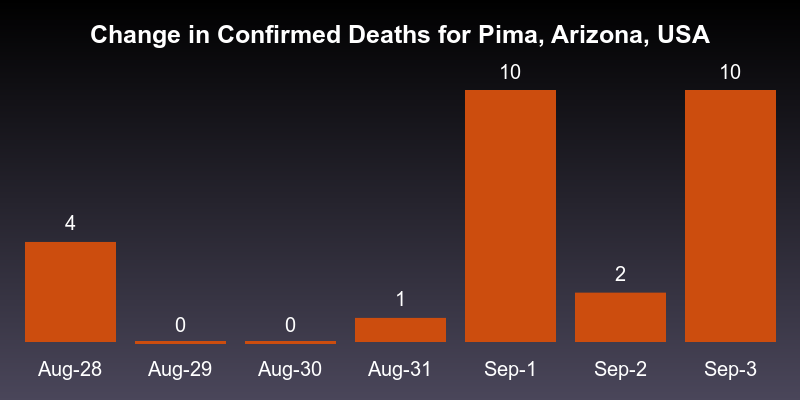 Change in Confirmed Deaths for Pima, Arizona, USA
4
0
0
1
10
2
10
Aug-28
Aug-29
Aug-30
Aug-31
Sep-1
Sep-2
Sep-3